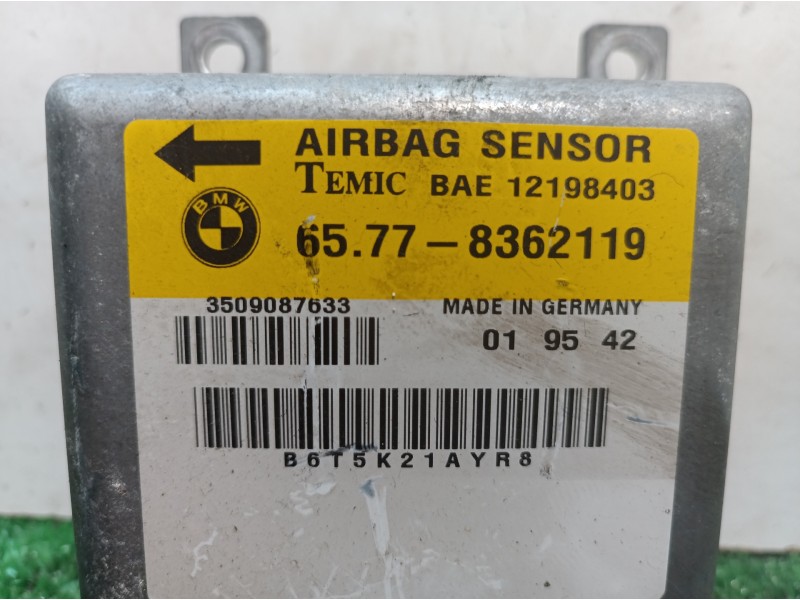 AIRBAG SENSOR
TEMIC BAE 12198403
BMW
65.77-8362119
3509087633 MADE IN GERMANY
01 95 42
B6T5K21AYR8